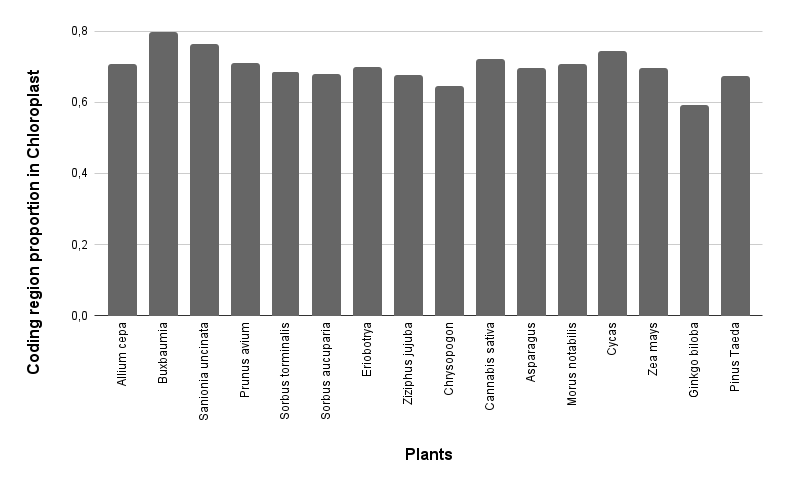 Coding region proportion in Chloroplast
0,8
0,6
0,4
0,2
0,0
Allium cepa
Buxbaumia
Sanionia uncinata
Prunus avium
Sorbus torminalis
Sorbus aucuparia
Eriobotrya
Ziziphus jujuba
Chrysopogon
Cannabis sativa
Asparagus
Morus notabilis
Cycas
Zea mays
Ginkgo biloba
Pinus Taeda
Plants